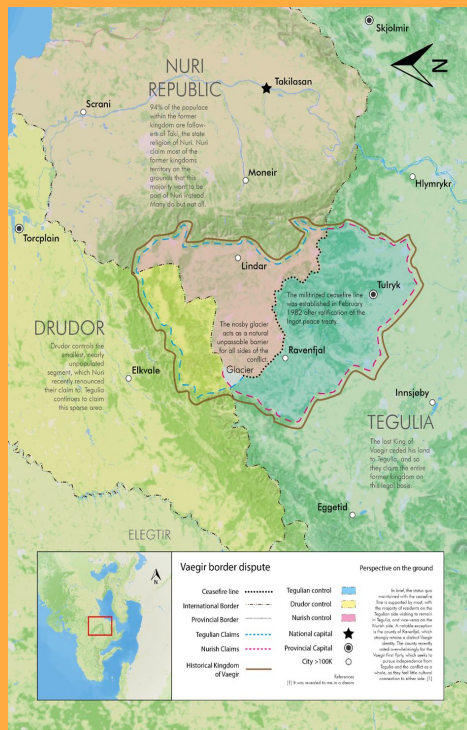 Skjolmir
N
NURI
REPUBLIC
Takilasan
Scrani
94% of the populace
within the former
kingdom are follow-
ers of Taki, the state
religion of Nuri. Nuri
claim most of the
former kingdoms
territory on the
grounds that this
majority want to be
part of Nuri instead.
Many do but not all.
Moneir
Hlymrykr
Torcplain
Lindar
Tulryk
The militarized ceasefire line
was established in February
1982 after ratification of the
Ingat peace treaty.
The nosby glacier
acts as a natural
unpassable barrier
for all sides of the
conflict.
Glacier
Ravenfjal
DRUDOR
Drudor controls the
smallest, nearly
unpopulated
segment, which Nuri
recently renounced
their claim to. Tegulia
continues to claim
this sparse area.
Elkvale
Innsjøby
TEGULIA
The last King of
Vaegir ceded his land
to Tegulia, and so
they claim the entire
former kingdom on
this legal basis.
Eggetid
ELEGTIR
N
Vaegir border dispute
Ceasefire line
International Border
Provincial Border
Tegulian Claims
Nurish Claims
Historical Kingdom
of Vaegir
Tegulian control
Drudor control
Nurish control
National capital
Provincial Capital
City >100K
References
[1] It was revealed to me in a dream
Perspective on the ground
In brief, the status quo
maintained with the ceasefire
line is supported by most, with
the majority of residents on the
Tegulian side wishing to remain
in Tegulia, and vice-versa on the
Nurish side. A notable exception
is the county of Ravenfjal, which
strongly retains a distinct Vaegir
identity. The county recently
voted overwhelmingly for the
Vaegir First Party, which seeks to
pursue independence from
Tegulia and the conflict as a
whole, as they feel little cultural
connection to either side. [1]